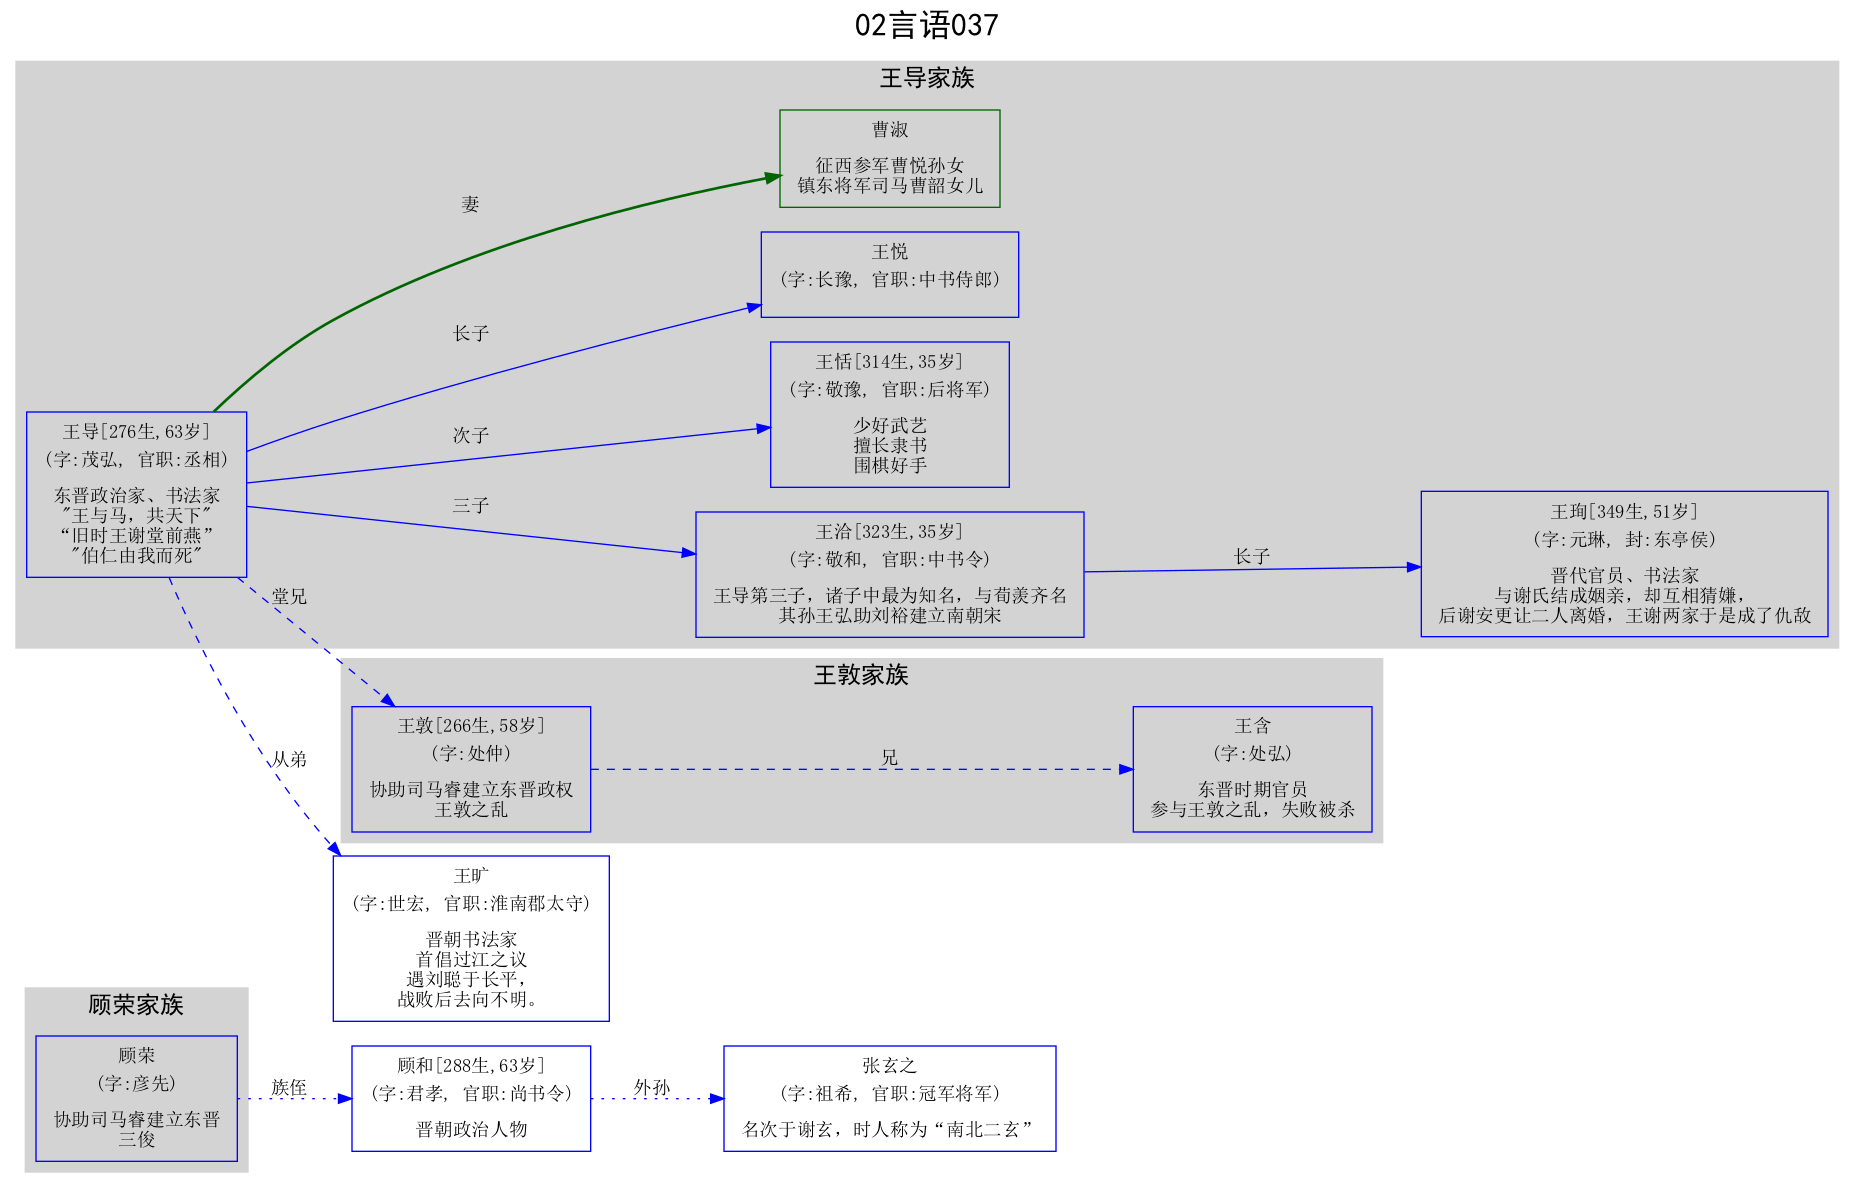 02言语037
王导家族
曹淑
征西参军曹悦孙女
镇东将军司马曹韶女儿
妻
王悦
(字:长豫, 官职:中书侍郎)
长子
王恬[314生,35岁]
(字:敬豫, 官职:后将军)
少好武艺
擅长隶书
围棋好手
次子
王导[276生,63岁]
(字:茂弘, 官职:丞相)
东晋政治家、书法家
"王与马，共天下"
“旧时王谢堂前燕”
"伯仁由我而死"
三子
王洽[323生,35岁]
(字:敬和, 官职:中书令)
王导第三子，诸子中最为知名，与荀羡齐名
其孙王弘助刘裕建立南朝宋
长子
王珣[349生,51岁]
(字:元琳, 封:东亭侯)
晋代官员、书法家
与谢氏结成姻亲，却互相猜嫌，
后谢安更让二人离婚，王谢两家于是成了仇敌
堂兄
王敦家族
王敦[266生,58岁]
(字:处仲)
协助司马睿建立东晋政权
王敦之乱
兄
王含
(字:处弘)
东晋时期官员
参与王敦之乱，失败被杀
从弟
王旷
(字:世宏, 官职:淮南郡太守)
晋朝书法家
首倡过江之议
遇刘聪于长平，
战败后去向不明。
顾荣家族
顾荣
(字:彦先)
协助司马睿建立东晋
三俊
族侄
顾和[288生,63岁]
(字:君孝, 官职:尚书令)
晋朝政治人物
外孙
张玄之
(字:祖希, 官职:冠军将军)
名次于谢玄，时人称为“南北二玄”